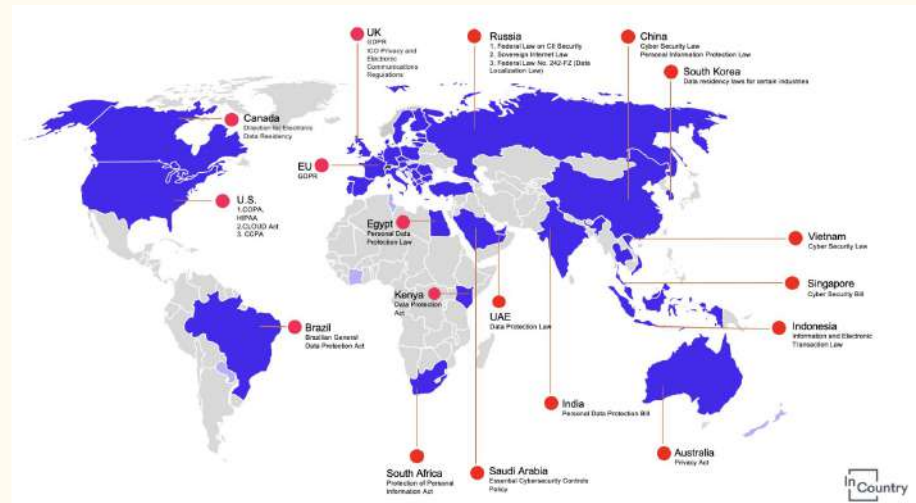 UK
GDPR
ICO Privacy and
Electronic
Communications
Regulations
Russia
1. Federal Law on CII Security
2. Sovereign Internet Law
3. Federal Law No. 242-FZ (Data
Localization Law)
China
Cyber Security Law
Personal Information Protection Law
South Korea
Data residency laws for certain industries
Canada
Direction for Electronic
Data Residency
EU
GDPR
U.S.
1.COPA,
HIPAA
2.CLOUD Act
3. CCPA
Egypt
Personal Data
Protection Law
Vietnam
Cyber Security Law
Singapore
Cyber Security Bill
Kenya
Data Protection
Act
UAE
Data Protection Law
Brazil
Brazilian General
Data Protection Act
Indonesia
Information and Electronic
Transaction Law
India
Personal Data Protection Bill
Australia
Privacy Act
South Africa
Protection of Personal
Information Act
Saudi Arabia
Essential Cybersecurity Controls
Policy
In
Country